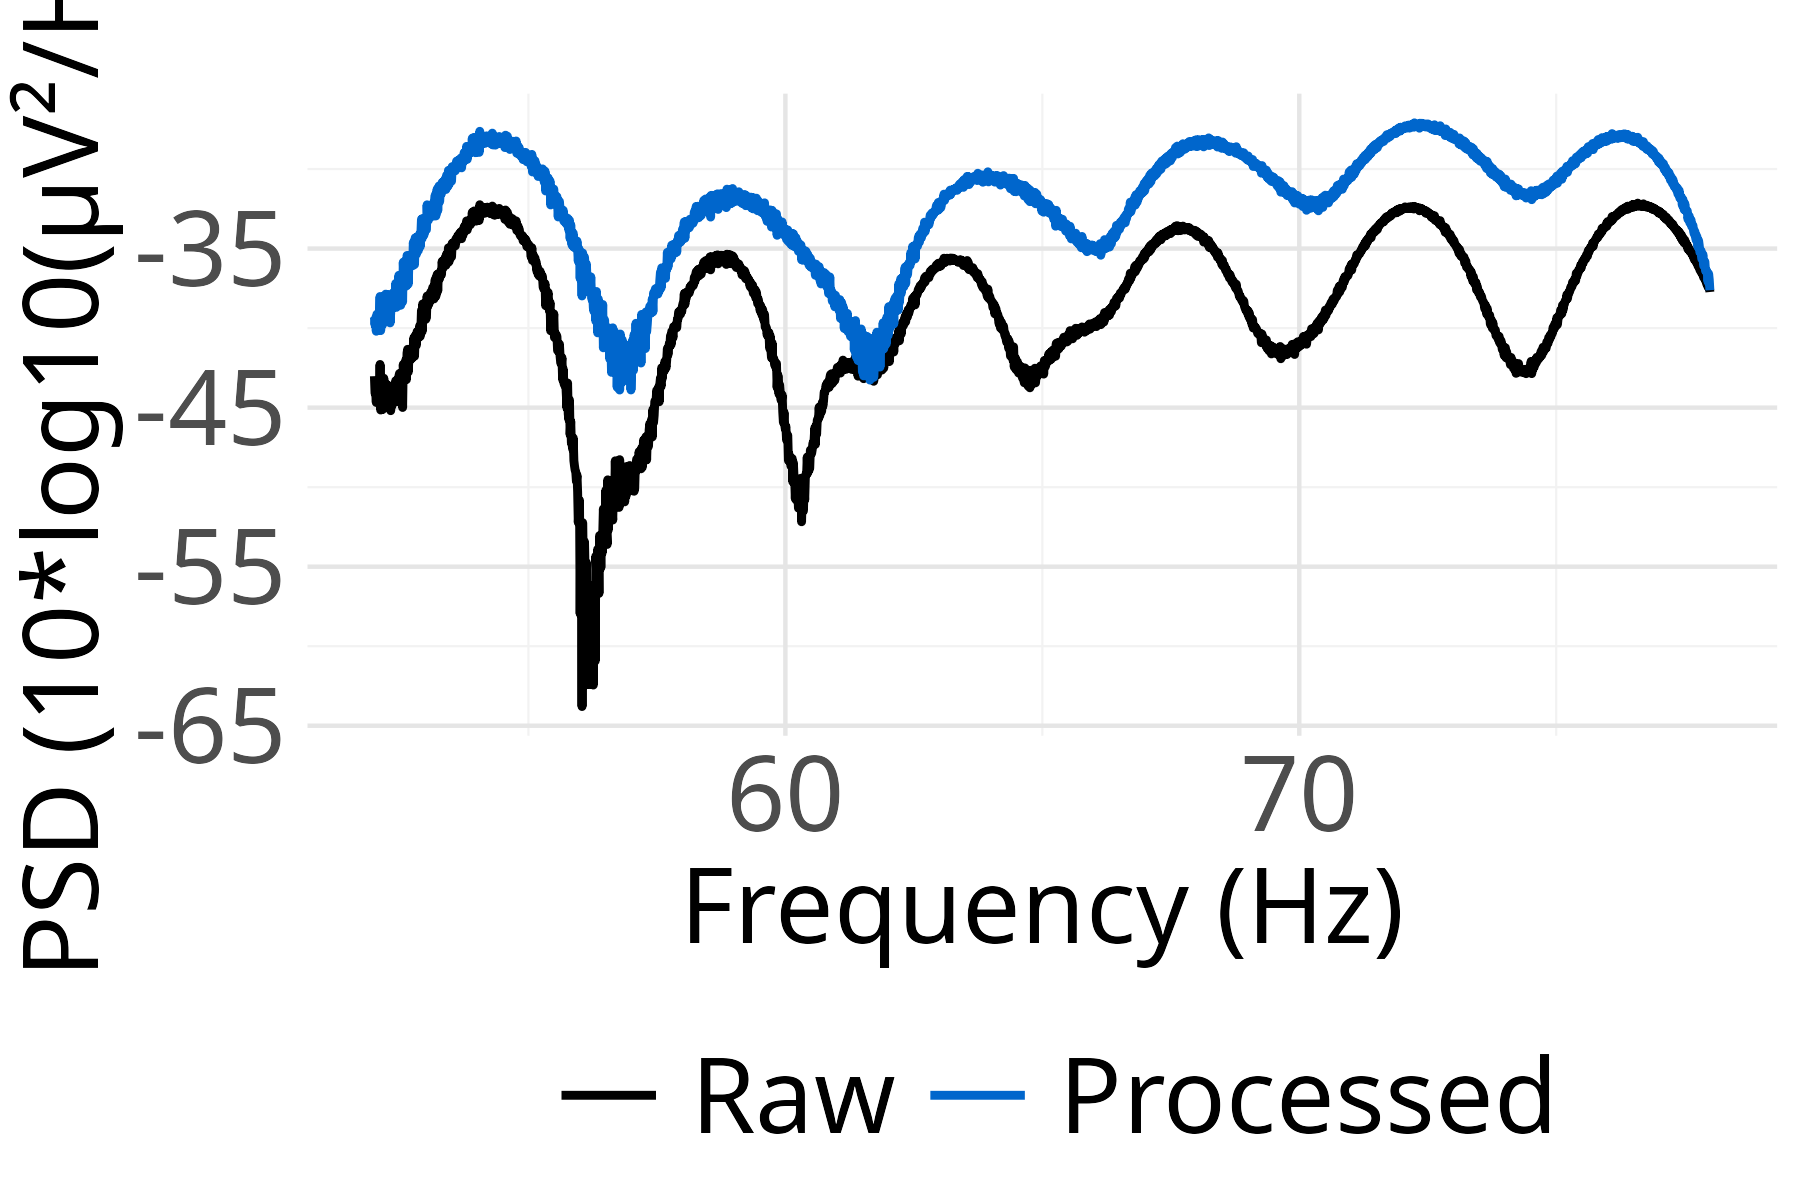 PSD (10*log10(µV²/H
-35
-45
-55
-65
60 70
Frequency (Hz)
Raw Processed